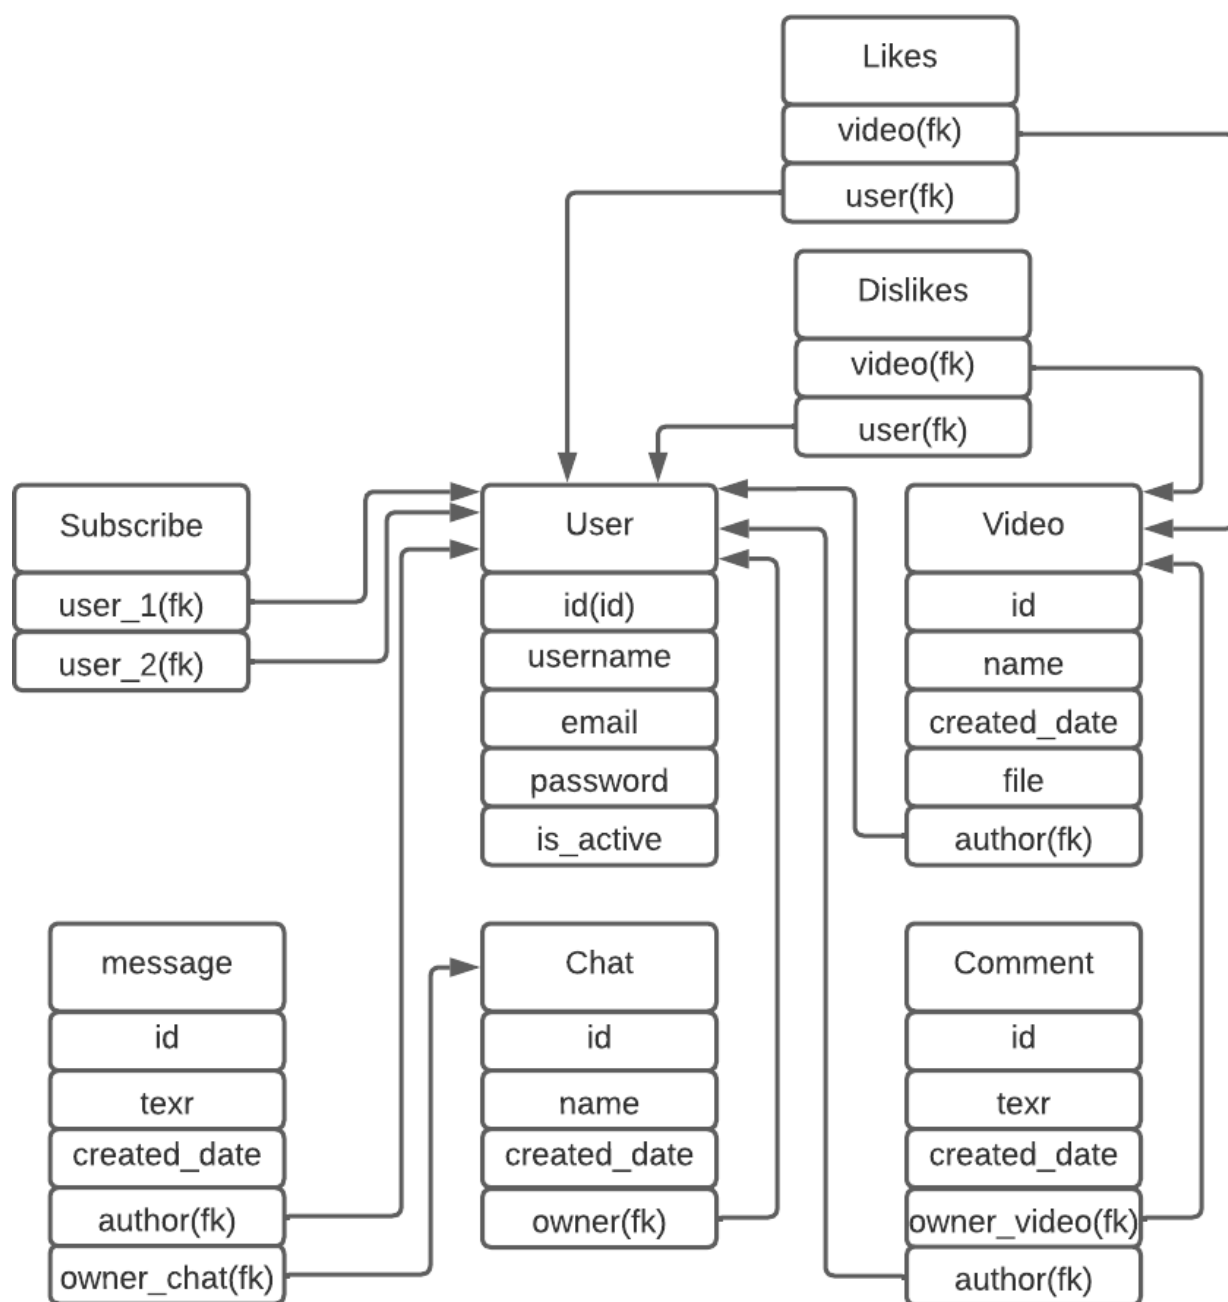 Likes
video(fk)
user(fk)
Dislikes
video(fk)
user(fk)
Subscribe
user_1(fk)
user_2(fk)
User
id(id)
username
email
password
is_active
Video
id
name
created_date
file
author(fk)
message
id
texr
created_date
author(fk)
owner_chat(fk)
Chat
id
name
created_date
owner(fk)
Comment
id
texr
created_date
owner_video(fk)
author(fk)